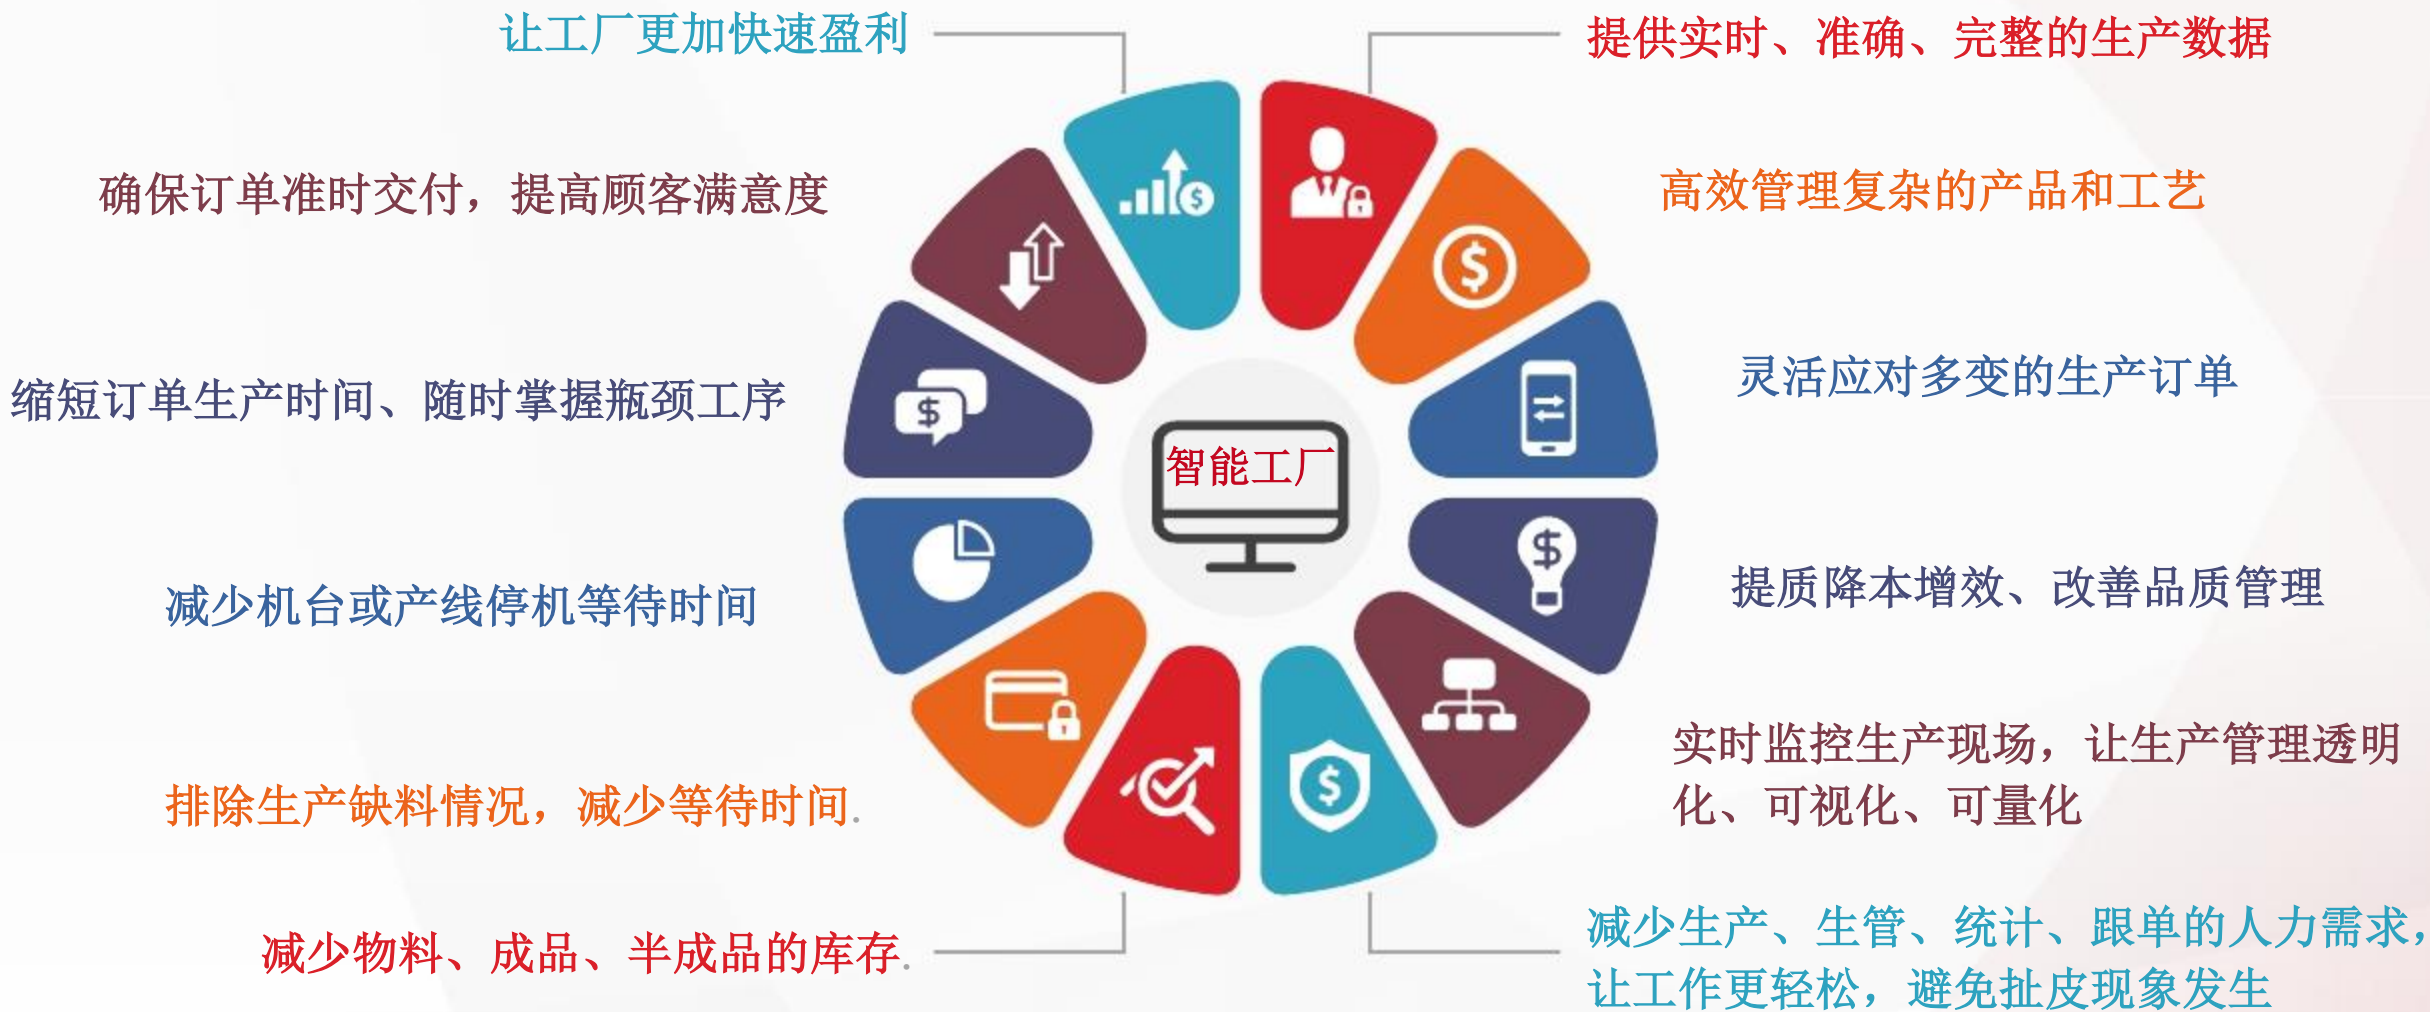 让工厂更加快速盈利
提供实时、准确、完整的生产数据
确保订单准时交付，提高顾客满意度
高效管理复杂的产品和工艺
缩短订单生产时间、随时掌握瓶颈工序
灵活应对多变的生产订单
智能工厂
减少机台或产线停机等待时间
提质降本增效、改善品质管理
排除生产缺料情况，减少等待时间.
实时监控生产现场，让生产管理透明
化、可视化、可量化
减少物料、成品、半成品的库存.
减少生产、生管、统计、跟单的人力需求，
让工作更轻松，避免扯皮现象发生